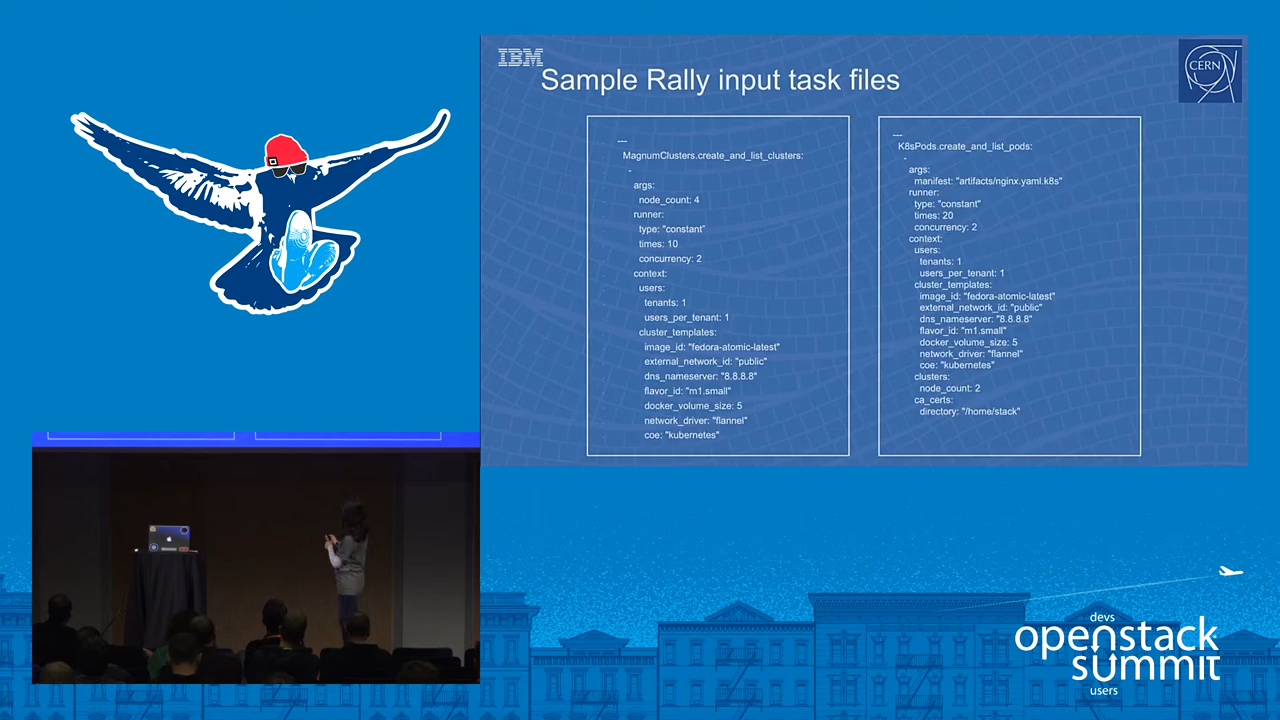 IBM
Sample Rally input task files
CERN
---
MagnumClusters.create_and_list_clusters:
-
args:
node_count: 4
runner:
type: "constant"
times: 10
concurrency: 2
context:
users:
tenants: 1
users_per_tenant: 1
cluster_templates:
image_id: "fedora-atomic-latest"
external_network_id: "public"
dns_nameserver: "8.8.8.8"
flavor_id: "m1.small"
docker_volume_size: 5
network_driver: "flannel"
coe: "kubernetes"
---
K8sPods.create_and_list_pods:
-
args:
manifest: "artifacts/nginx.yaml.k8s"
runner:
type: "constant"
times: 20
concurrency: 2
context:
users:
tenants: 1
users_per_tenant: 1
cluster_templates:
image_id: "fedora-atomic-latest"
external_network_id: "public"
dns_nameserver: "8.8.8.8"
flavor_id: "m1.small"
docker_volume_size: 5
network_driver: "flannel"
coe: "kubernetes"
clusters:
node_count: 2
ca_certs:
directory: "/home/stack"
devs
openstack
summit
users